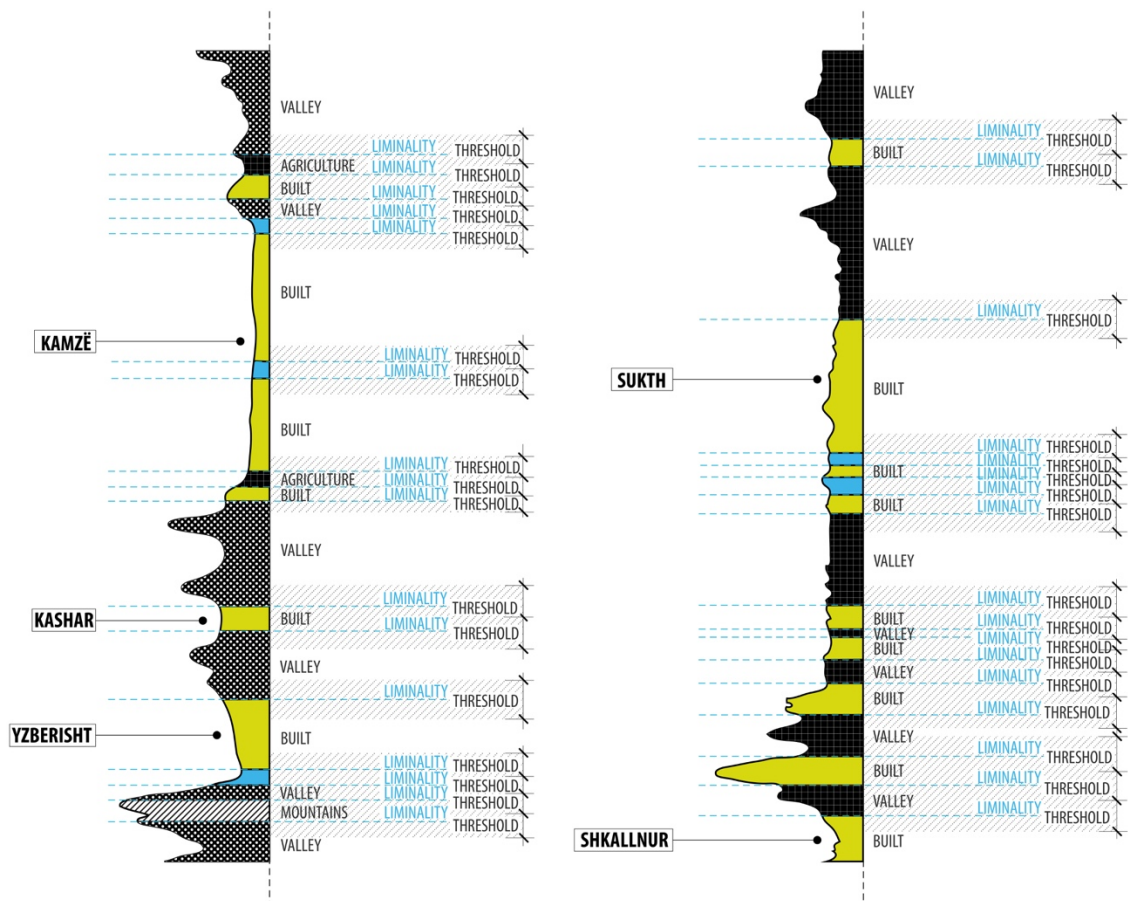 VALLEY
LIMINALITY THRESHOLD
AGRICULTURE LIMINALITY THRESHOLD
BUILT LIMINALITY THRESHOLD
VALLEY LIMINALITY THRESHOLD
LIMINALITY THRESHOLD
BUILT
KAMZË
LIMINALITY THRESHOLD
LIMINALITY THRESHOLD
BUILT
LIMINALITY THRESHOLD
AGRICULTURE LIMINALITY THRESHOLD
BUILT LIMINALITY THRESHOLD
VALLEY
LIMINALITY THRESHOLD
KASHAR BUILT LIMINALITY THRESHOLD
VALLEY
LIMINALITY THRESHOLD
YZBERISHT BUILT
LIMINALITY THRESHOLD
LIMINALITY THRESHOLD
VALLEY LIMINALITY THRESHOLD
MOUNTAINS LIMINALITY THRESHOLD
VALLEY
VALLEY
LIMINALITY THRESHOLD
BUILT LIMINALITY THRESHOLD
VALLEY
LIMINALITY THRESHOLD
SUKTH BUILT
LIMINALITY THRESHOLD
LIMINALITY THRESHOLD
BUILT LIMINALITY THRESHOLD
LIMINALITY THRESHOLD
BUILT LIMINALITY THRESHOLD
VALLEY
LIMINALITY THRESHOLD
BUILT LIMINALITY THRESHOLD
VALLEY LIMINALITY THRESHOLD
BUILT LIMINALITY THRESHOLD
VALLEY LIMINALITY THRESHOLD
BUILT LIMINALITY THRESHOLD
VALLEY
LIMINALITY THRESHOLD
BUILT LIMINALITY THRESHOLD
VALLEY LIMINALITY THRESHOLD
SHKALLNUR BUILT